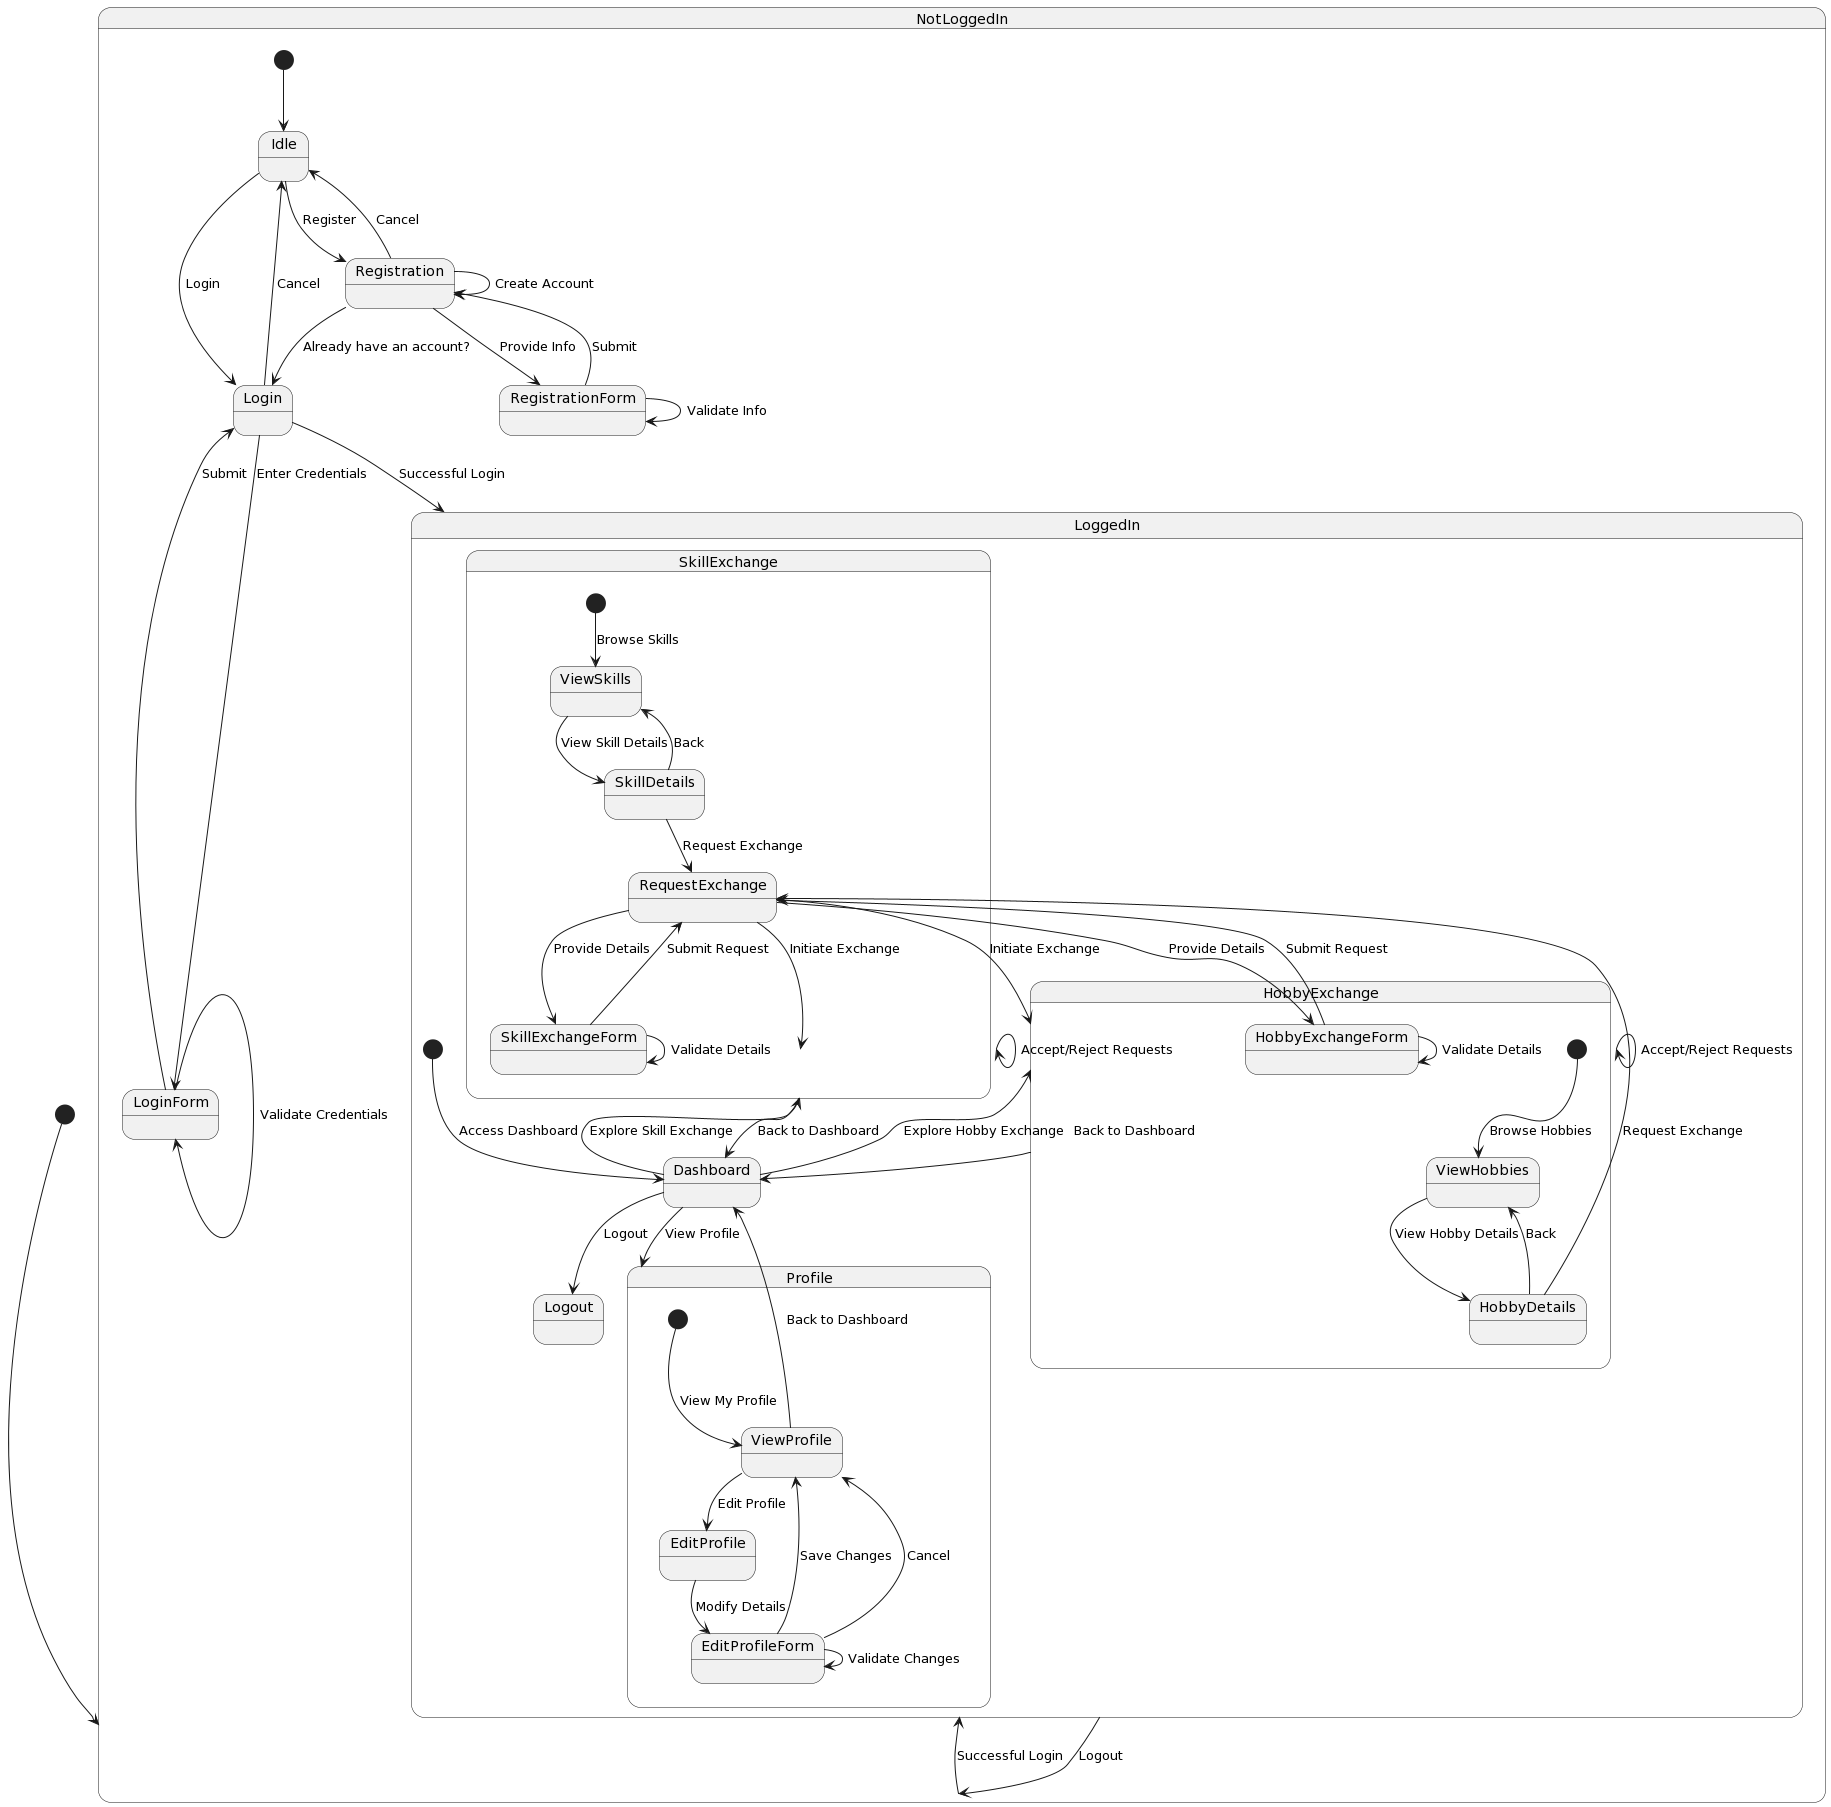 NotLoggedIn
Idle
Register
Cancel
Registration
Login
Cancel
Create Account
Already have an account?
Provide Info
Submit
Login
RegistrationForm
Validate Info
Submit
Enter Credentials
Successful Login
LoggedIn
SkillExchange
Browse Skills
ViewSkills
View Skill Details
Back
SkillDetails
Request Exchange
RequestExchange
Provide Details
Submit Request
Initiate Exchange
Initiate Exchange
Provide Details
Submit Request
HobbyExchange
SkillExchangeForm
Validate Details
Accept/Reject Requests
HobbyExchangeForm
Validate Details
Accept/Reject Requests
LoginForm
Validate Credentials
Access Dashboard
Explore Skill Exchange
Back to Dashboard
Explore Hobby Exchange
Back to Dashboard
Browse Hobbies
Request Exchange
Dashboard
ViewHobbies
Logout
View Profile
View Hobby Details
Back
Profile
Logout
HobbyDetails
Back to Dashboard
View My Profile
ViewProfile
Edit Profile
EditProfile
Save Changes
Cancel
Modify Details
EditProfileForm
Validate Changes
Successful Login
Logout